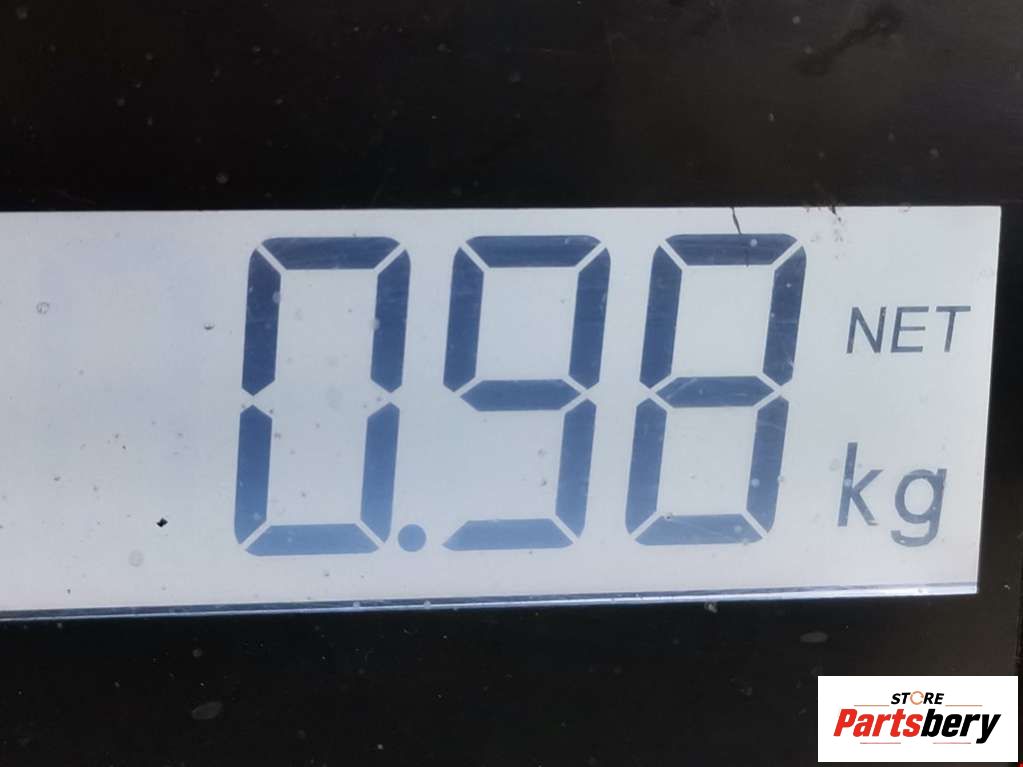 0.98 NET
kg
STORE
Partsbery